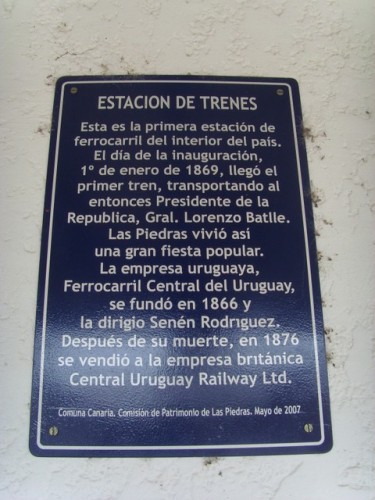 ESTACION DE TRENES
Esta es la primera estación de
ferrocarril del interior del país.
El día de la inauguración,
1º de enero de 1869, llegó el
primer tren, transportando al
entonces Presidente de la
Republica, Gral. Lorenzo Batlle.
Las Piedras vivió así
una gran fiesta popular.
La empresa uruguaya,
Ferrocarril Central del Uruguay,
se fundó en 1866 y
la dirigio Senén Rodrıguez.
Después de su muerte, en 1876
se vendió a la empresa británica
Central Uruguay Railway Ltd.
Comuna Canaria. Comisión de Patrimonio de Las Piedras. Mayo de 2007